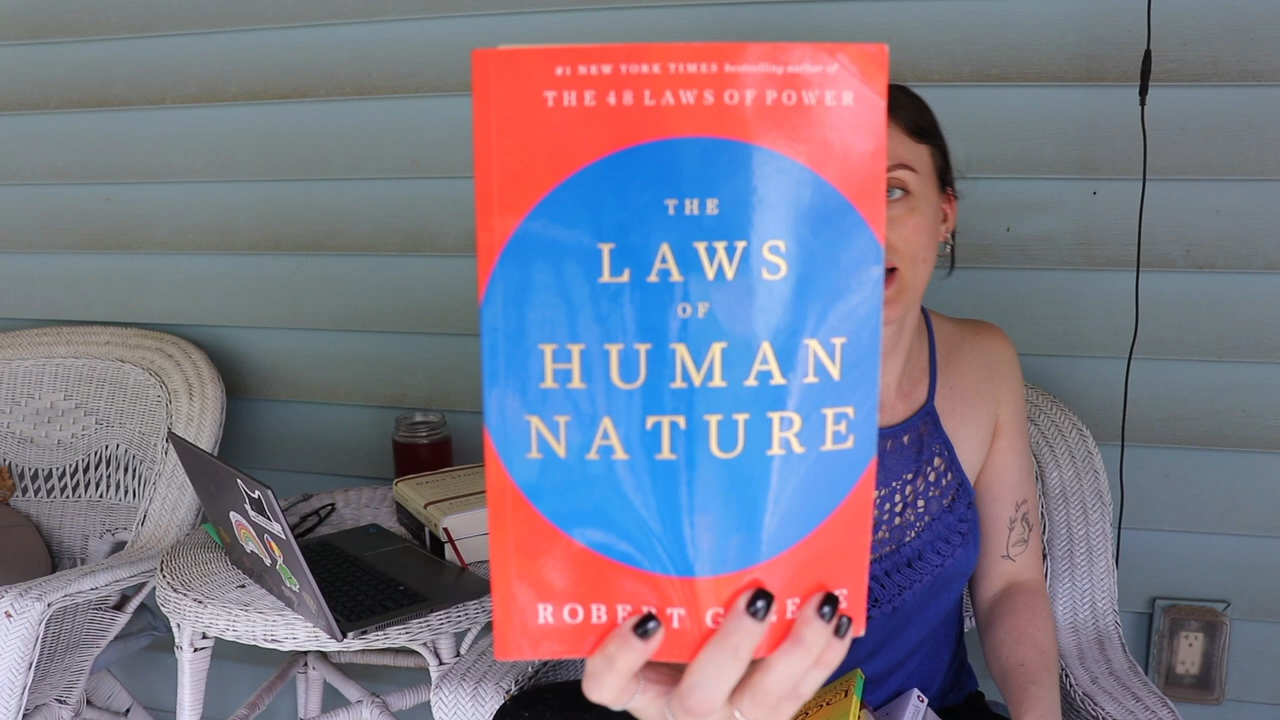 #1 NEW YORK TIMES bestselling author of
THE 48 LAWS OF POWER
THE
LAWS
OF
HUMAN
NATURE
ROBERT